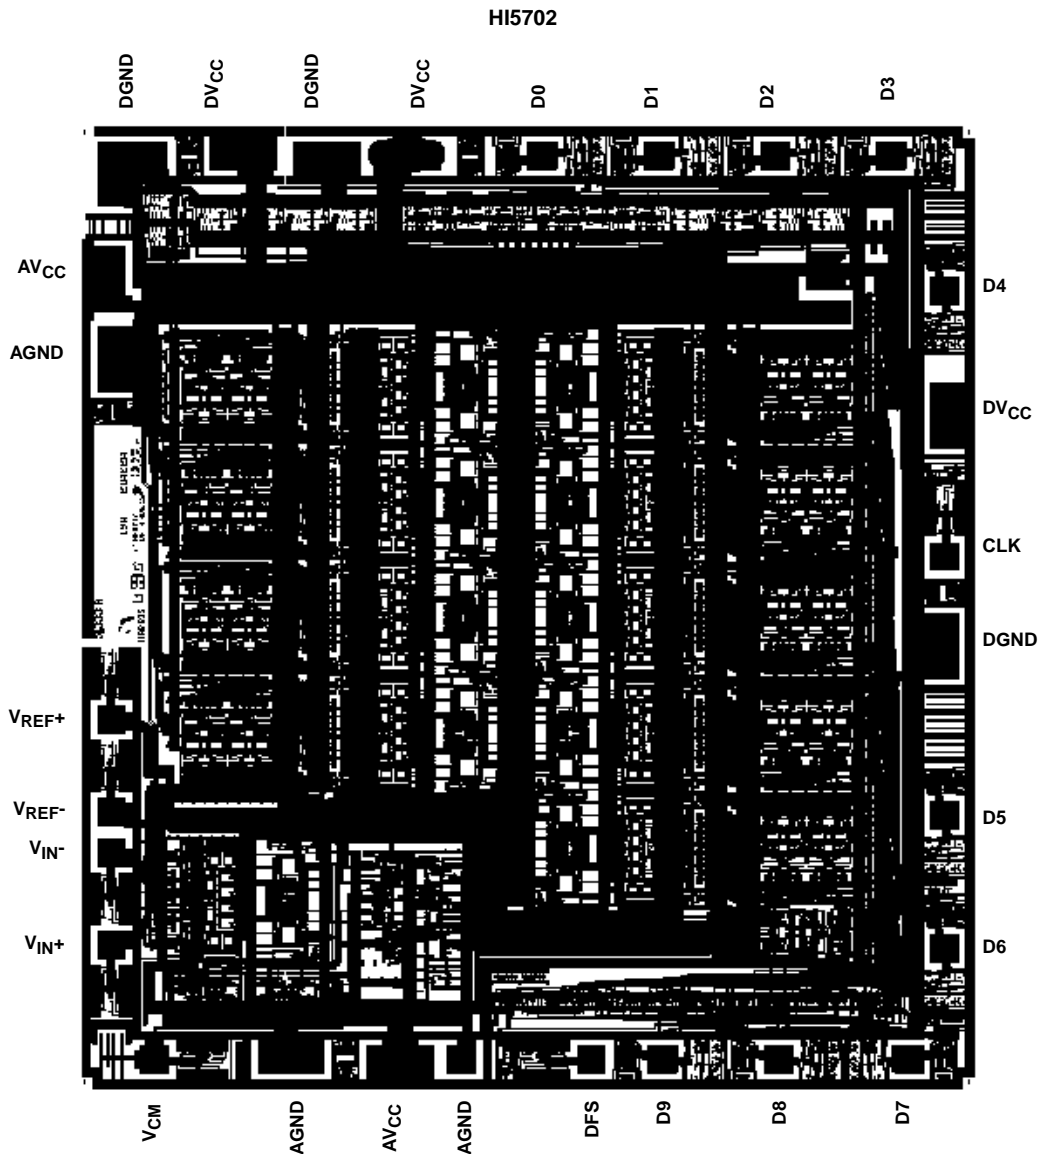 HI5702
DGND
DVCC
DGND
DVCC
D0
D1
D2
D3
AVCC
AGND
VREF+
VREF-
VIN-
VIN+
D4
DVCC
CLK
DGND
D5
D6
VCM
AGND
AVCC
AGND
DFS
D9
D8
D7